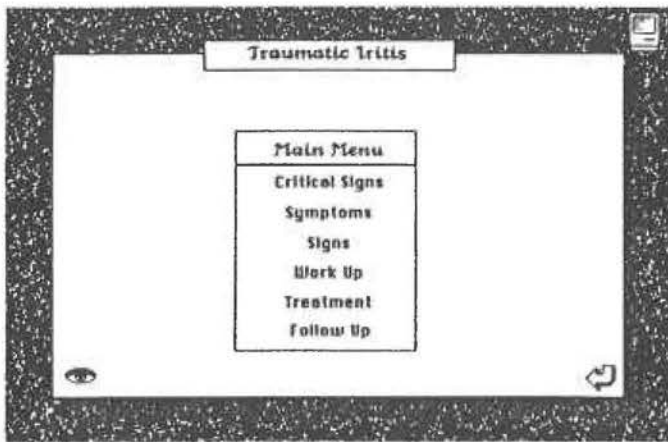 Traumatic Iritis
Main Menu
Critical Signs
Symptoms
Signs
Work Up
Treatment
Follow Up